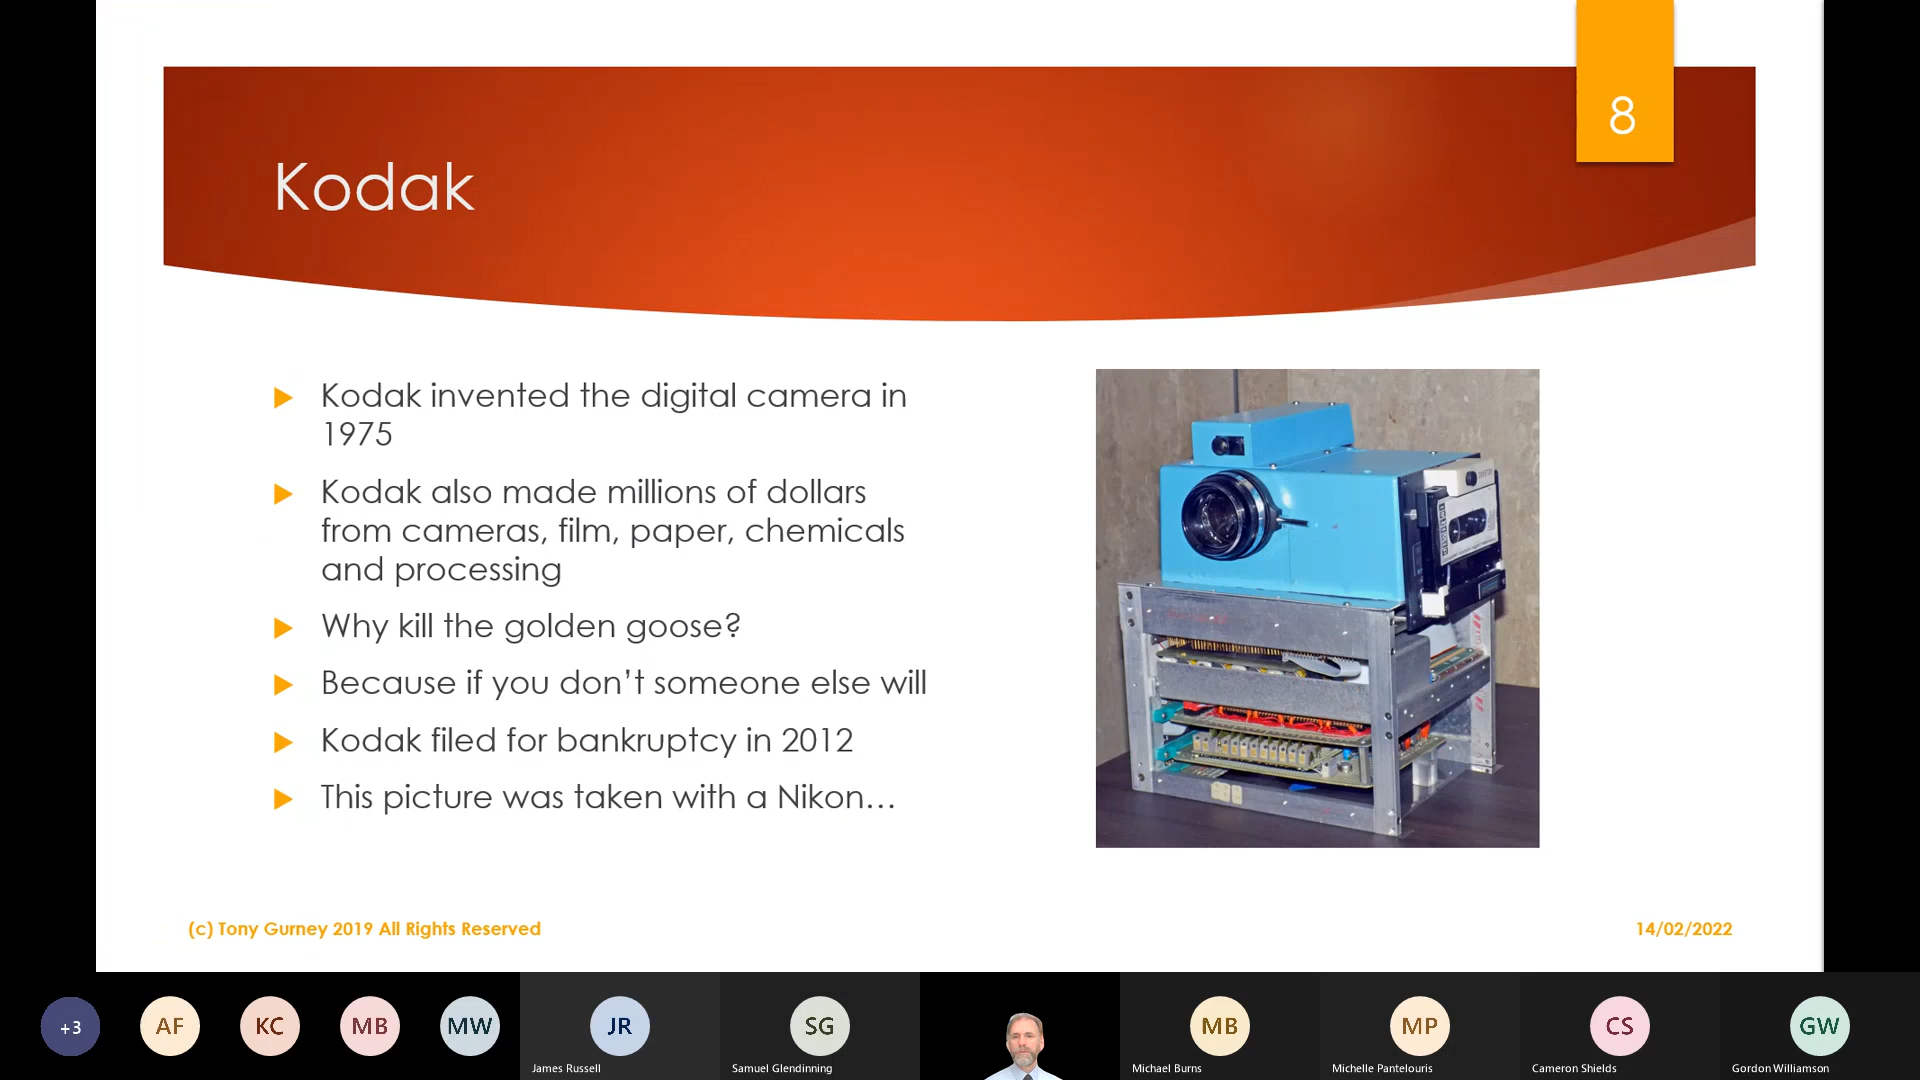 8
Kodak
Kodak invented the digital camera in
1975
Kodak also made millions of dollars
from cameras, film, paper, chemicals
and processing
Why kill the golden goose?
Because if you don’t someone else will
Kodak filed for bankruptcy in 2012
This picture was taken with a Nikon…
(c) Tony Gurney 2019 All Rights Reserved
14/02/2022
+3
AF
KC
MB
MW
JR
SG
MB
MP
CS
GW
James Russell
Samuel Glendinning
Michael Burns
Michelle Pantelouris
Cameron Shields
Gordon Williamson